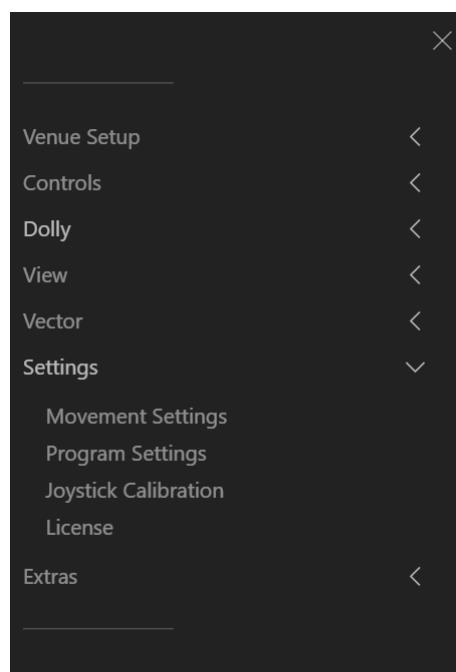 Venue Setup
Controls
Dolly
View
Vector
Settings
Movement Settings
Program Settings
Joystick Calibration
License
Extras